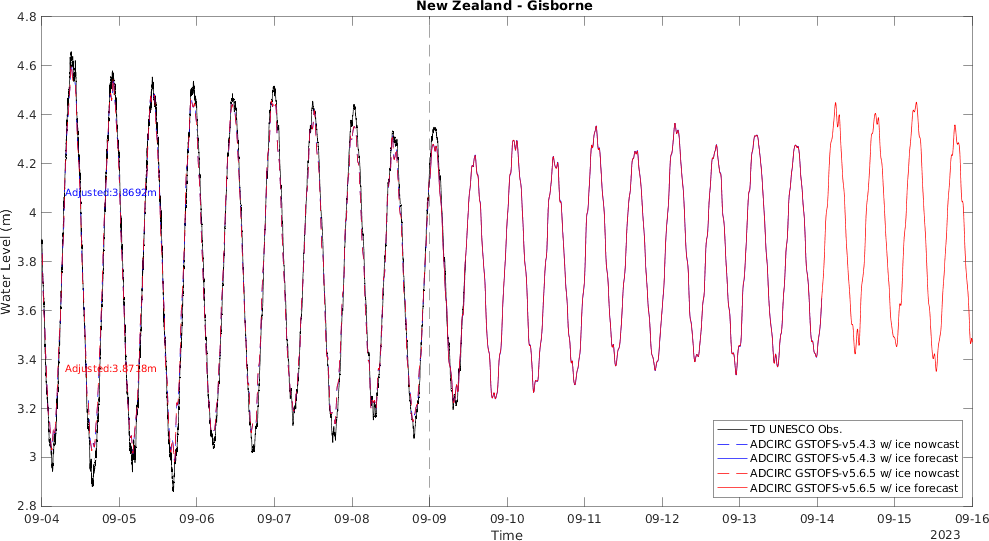 New Zealand - Gisborne
4.8
4.6
4.4
4.2
4
3.8
3.6
3.4
3.2
3
2.8
Water Level (m)
Adjusted:3.8692m
Adjusted:3.8718m
TD UNESCO Obs.
ADCIRC GSTOFS-v5.4.3 w/ ice nowcast
ADCIRC GSTOFS-v5.4.3 w/ ice forecast
ADCIRC GSTOFS-v5.6.5 w/ ice nowcast
ADCIRC GSTOFS-v5.6.5 w/ ice forecast
09-04 09-05 09-06 09-07 09-08 09-09 09-10 09-11 09-12 09-13 09-14 09-15 09-16
Time
2023